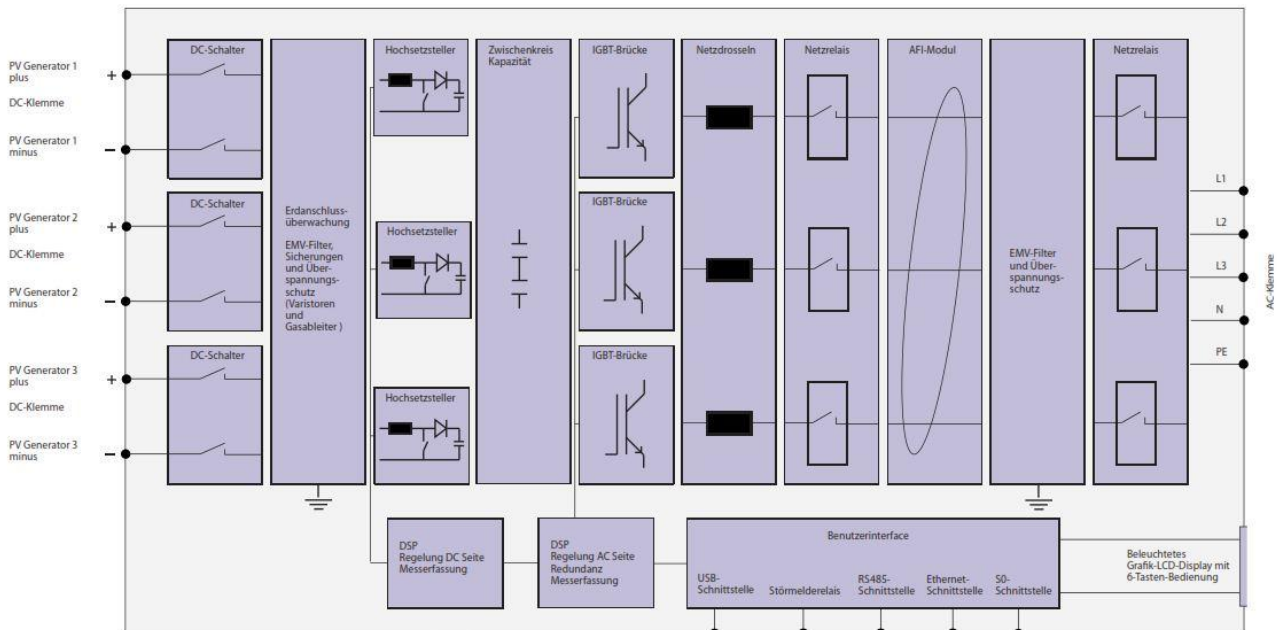 DC-Schalter
Hochsetzsteller
Zwischenkreis
Kapazität
IGBT-Brücke
Netzdrosseln
Netzrelais
AFI-Modul
Netzrelais
PV Generator 1
plus
+
DC-Klemme
PV Generator 1
minus
−
DC-Schalter
PV Generator 2
plus
+
DC-Klemme
PV Generator 2
minus
−
DC-Schalter
PV Generator 3
plus
+
DC-Klemme
PV Generator 3
minus
−
Erdanschluss-
überwachung
EMV-Filter,
Sicherungen
und Über-
spannungs-
schutz
(Varistoren
und
Gasableiter )
Hochsetzsteller
Hochsetzsteller
IGBT-Brücke
IGBT-Brücke
EMV-Filter
und Über-
spannungs-
schutz
L1
L2
L3
N
PE
AC-Klemme
DSP
Regelung DC Seite
Messerfassung
DSP
Regelung AC Seite
Redundanz
Messerfassung
Benutzerinterface
USB-
Schnittstelle
Störmelderelais
RS485-
Schnittstelle
Ethernet-
Schnittstelle
S0-
Schnittstelle
Beleuchtetes
Grafik-LCD-Display mit
6-Tasten-Bedienung